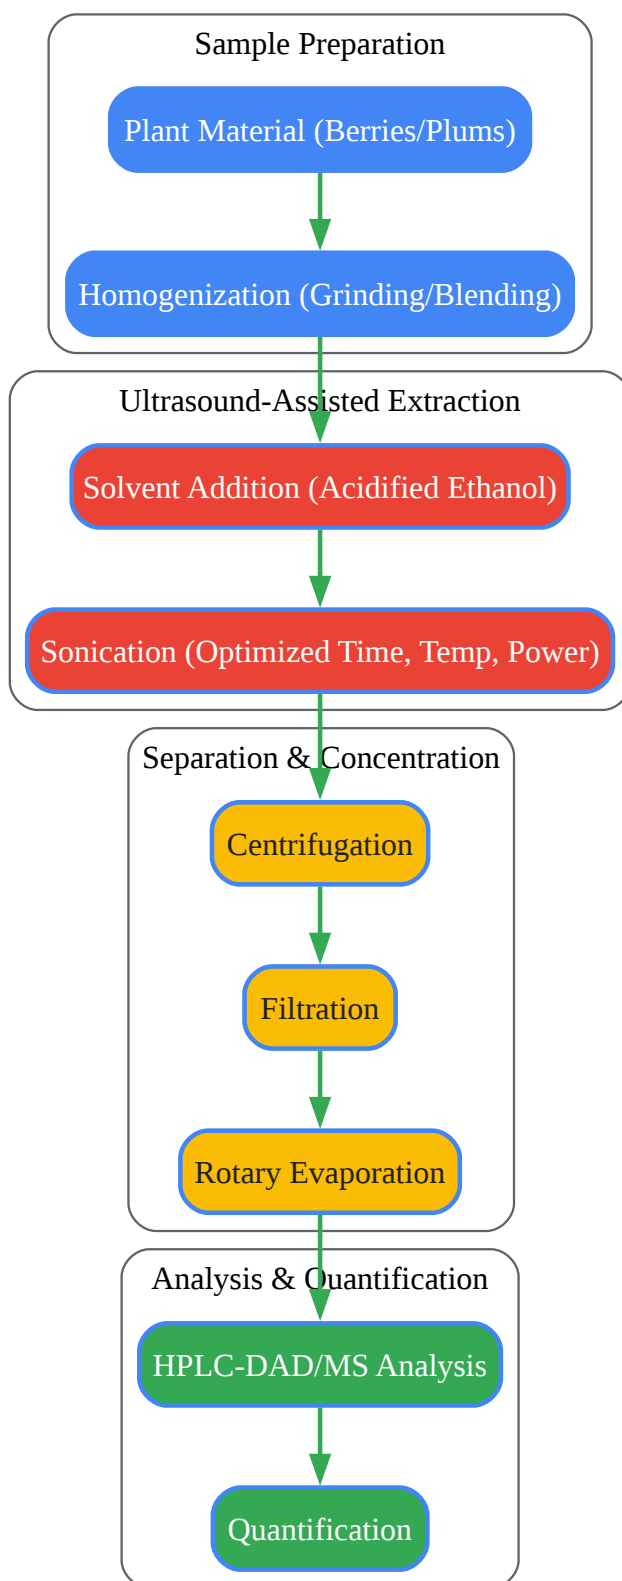 Sample Preparation
Plant Material (Berries/Plums)
Homogenization (Grinding/Blending)
Ultrasound-Assisted Extraction
Solvent Addition (Acidified Ethanol)
Sonication (Optimized Time, Temp, Power)
Separation & Concentration
Centrifugation
Filtration
Rotary Evaporation
Analysis & Quantification
HPLC-DAD/MS Analysis
Quantification